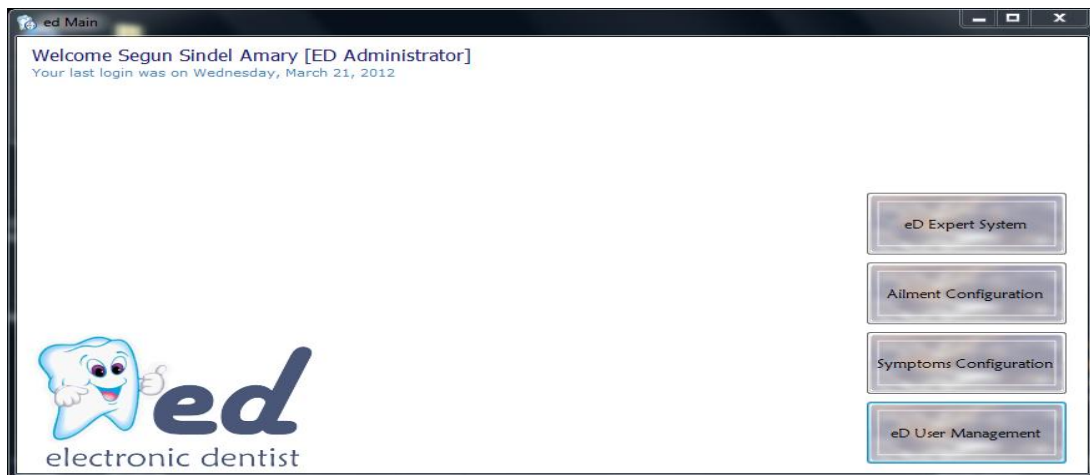 ed Main
Welcome Segun Sindel Amary [ED Administrator]
Your last login was on Wednesday, March 21, 2012
eD Expert System
Ailment Configuration
Symptoms Configuration
eD User Management
ed
electronic dentist